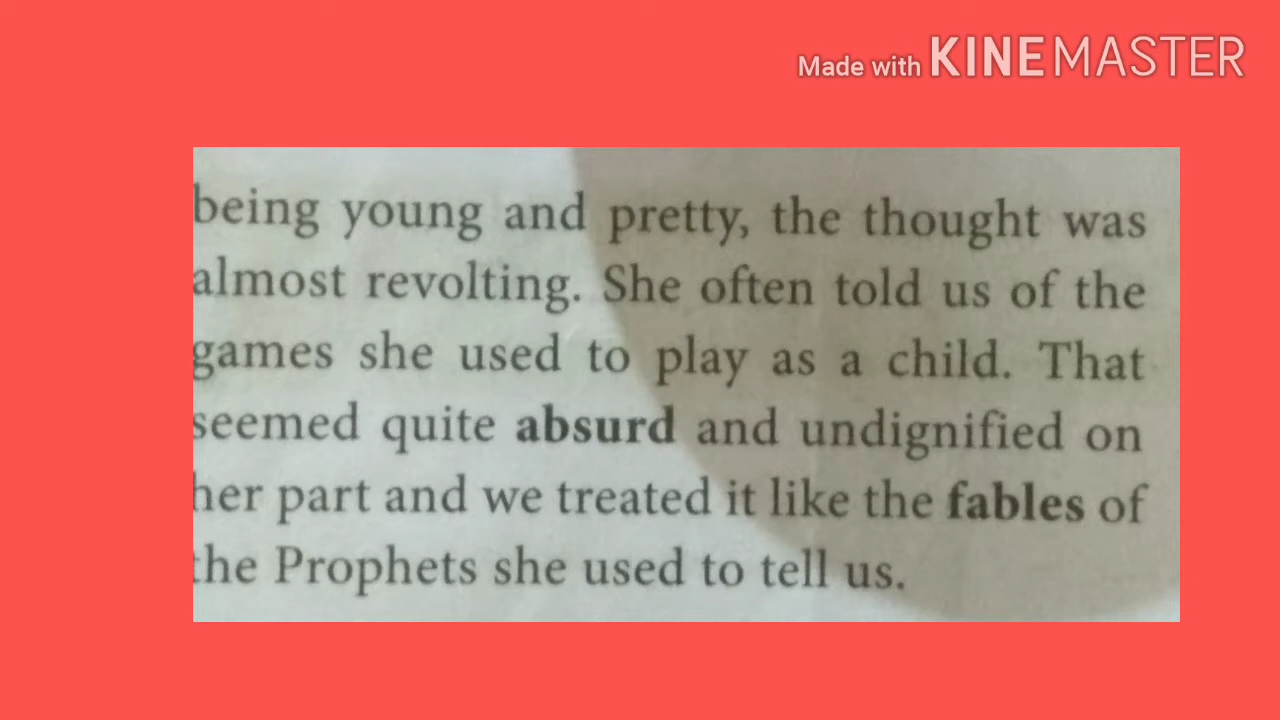 Made with KINEMASTER
being young and pretty, the thought was
almost revolting. She often told us of the
games she used to play as a child. That
seemed quite absurd and undignified on
her part and we treated it like the fables of
the Prophets she used to tell us.